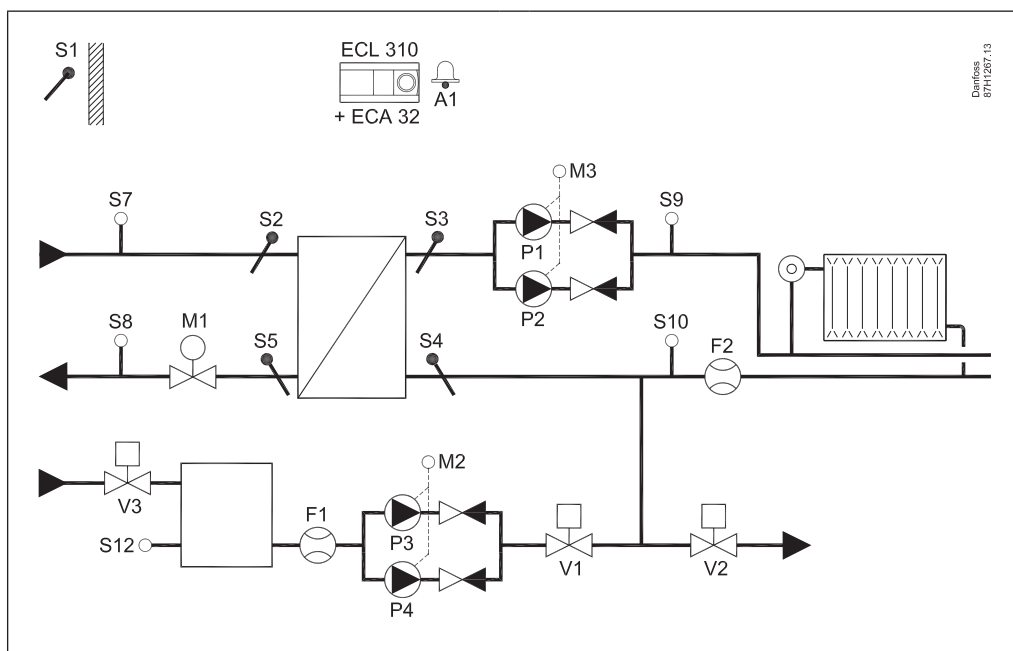 S1
ECL 310
A1
+ ECA 32
Danfoss
87H1267.13
M3
S7
S2
S3
S9
P1
P2
S8
M1
S5
S4
S10
F2
M2
V3
F1
P3
S12
V1
V2
P4